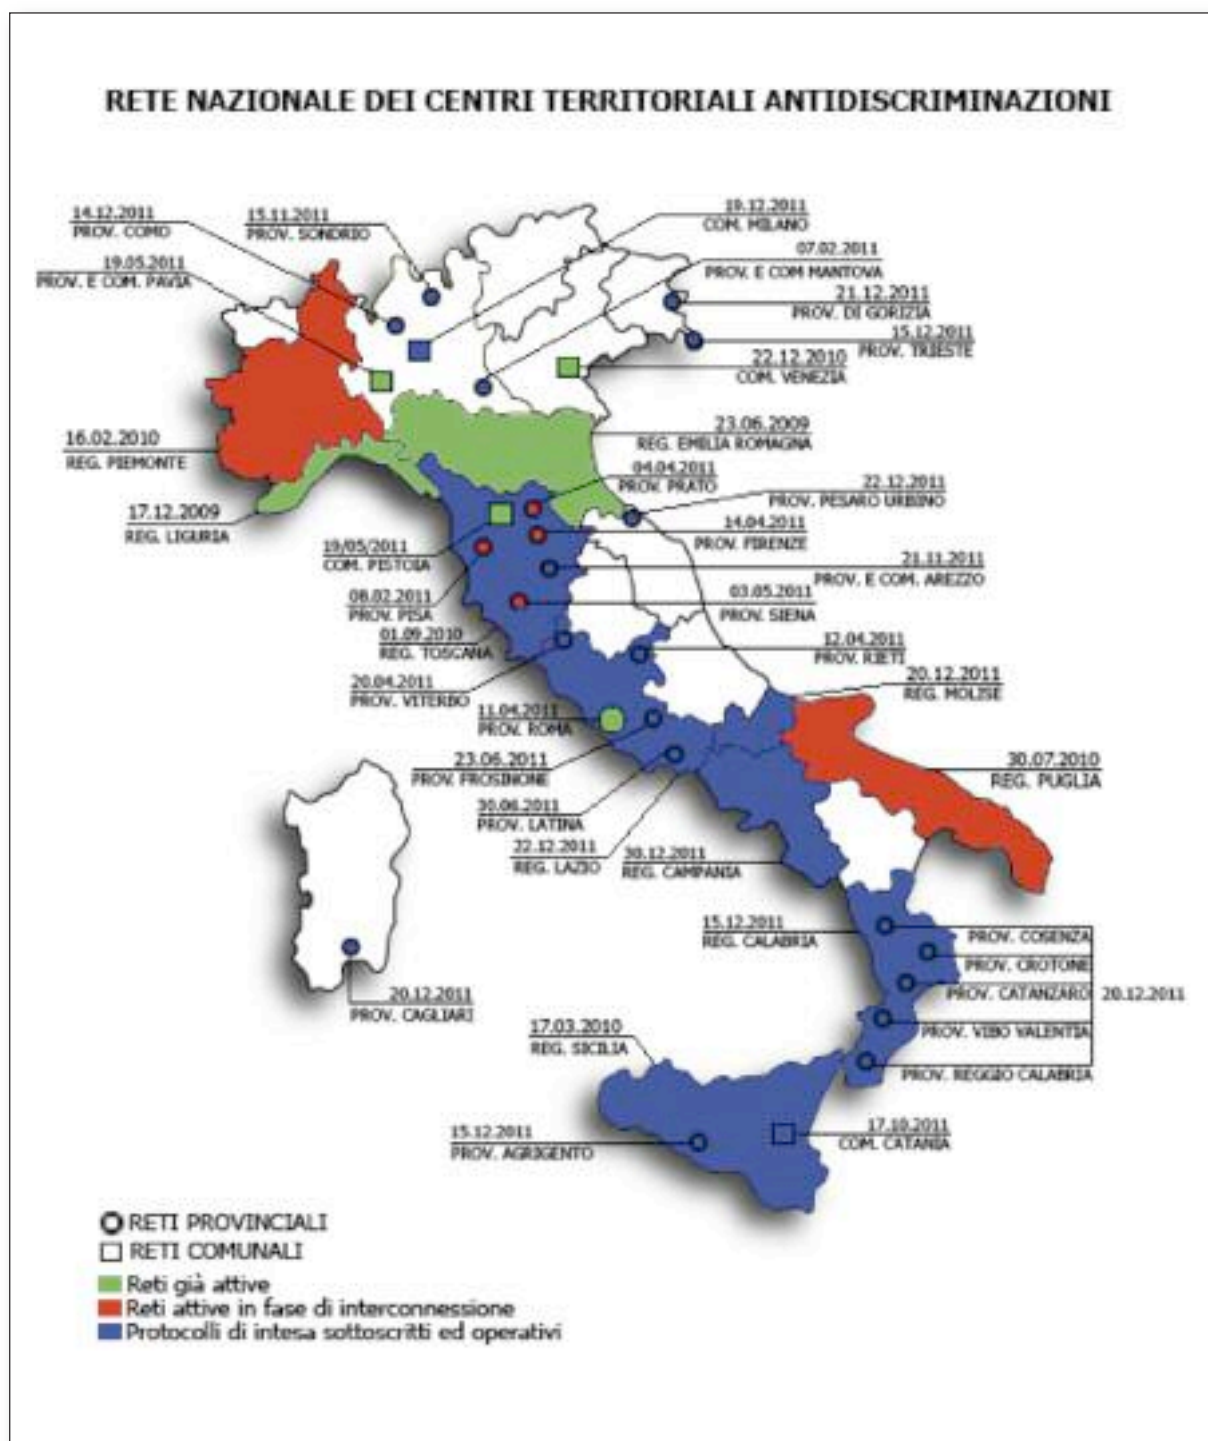 RETE NAZIONALE DEI CENTRI TERRITORIALI ANTIDISCRIMINAZIONI
14.12.2011
PROV. COMO
15.11.2011
PROV. SONDRIO
19.12.2011
COM. MILANO
19.05.2011
PROV. E COM. PAVIA
07.02.2011
PROV. E COM MANTOVA
21.12.2011
PROV. DI GORIZIA
15.12.2011
PROV. TRIESTE
22.12.2010
COM. VENEZIA
16.02.2010
REG. PIEMONTE
23.06.2009
REG. EMILIA ROMAGNA
04.04.2011
PROV. PRATO
22.12.2011
PROV. PESARO URBINO
17.12.2009
REG. LIGURIA
14.04.2011
PROV. FIRENZE
19/05/2011
COM. PISTOIA
21.11.2011
PROV. E COM. AREZZO
08.02.2011
PROV. PISA
03.05.2011
PROV. SIENA
01.09.2010
REG. TOSCANA
12.04.2011
PROV. RIETI
20.04.2011
PROV. VITERBO
20.12.2011
REG. MOLISE
11.04.2011
PROV. ROMA
23.06.2011
PROV. FROSINONE
30.07.2010
REG. PUGLIA
30.06.2011
PROV. LATINA
22.12.2011
REG. LAZIO
30.12.2011
REG. CAMPANIA
15.12.2011
REG. CALABRIA
PROV. COSENZA
PROV. CROTONE
PROV. CATANZARO
20.12.2011
PROV. VIBO VALENTIA
PROV. REGGIO CALABRIA
20.12.2011
PROV. CAGLIARI
17.03.2010
REG. SICILIA
15.12.2011
PROV. AGRIGENTO
17.10.2011
COM. CATANIA
RETI PROVINCIALI
RETI COMUNALI
Reti già attive
Reti attive in fase di interconnessione
Protocolli di intesa sottoscritti ed operativi